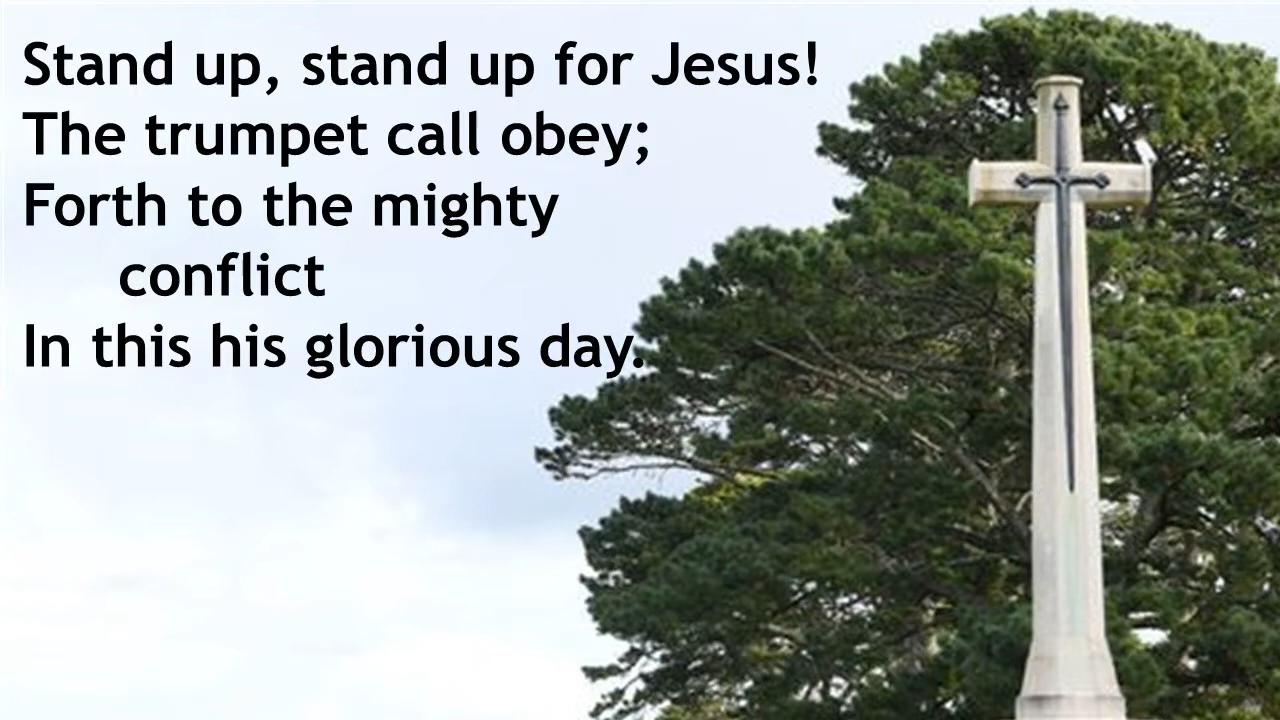 Stand up, stand up for Jesus!
The trumpet call obey;
Forth to the mighty
conflict
In this his glorious day.